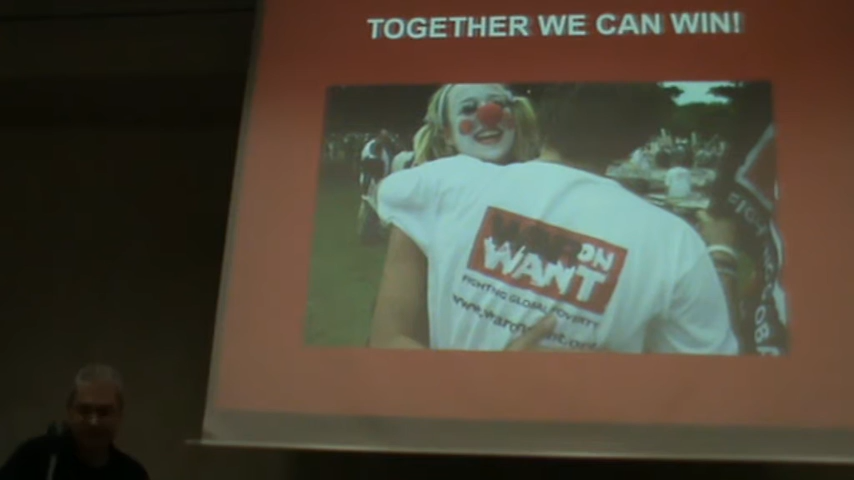 TOGETHER WE CAN WIN!
WAR ON
WANT
FIGHTING GLOBAL POVERTY